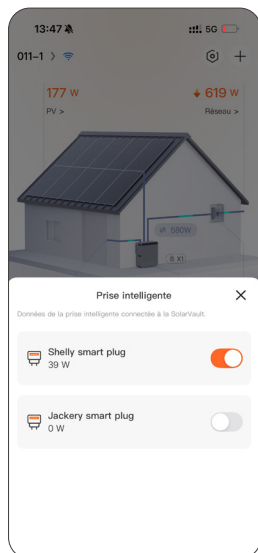 13:47
5G
011-1 >
177 W
PV >
619 W
Réseau >
580W
X1
Prise intelligente
Données de la prise intelligente connectée à la SolarVault.
Shelly smart plug
39 W
Jackery smart plug
0 W